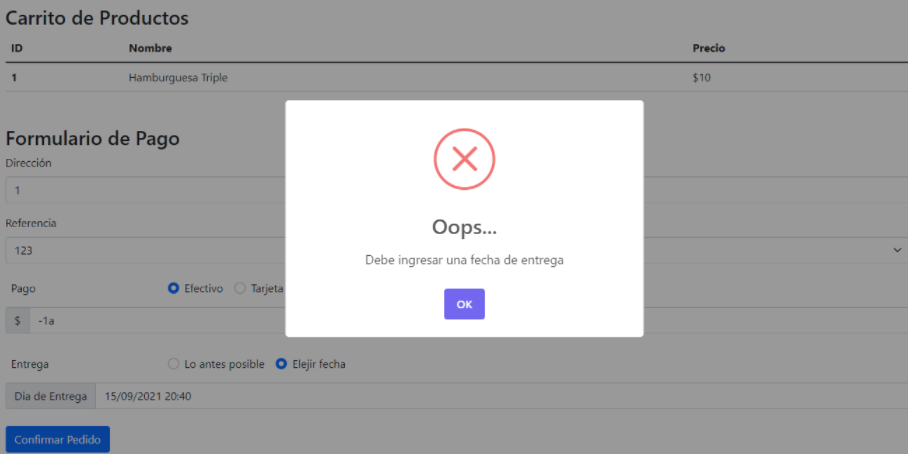 Carrito de Productos
ID Nombre Precio
1 Hamburguesa Triple $10
Formulario de Pago
Dirección
1
Referencia
123
Pago Efectivo Tarjeta
$ -1a
Entrega Lo antes posible Elejir fecha
Dia de Entrega 15/09/2021 20:40
Confirmar Pedido
Oops...
Debe ingresar una fecha de entrega
OK